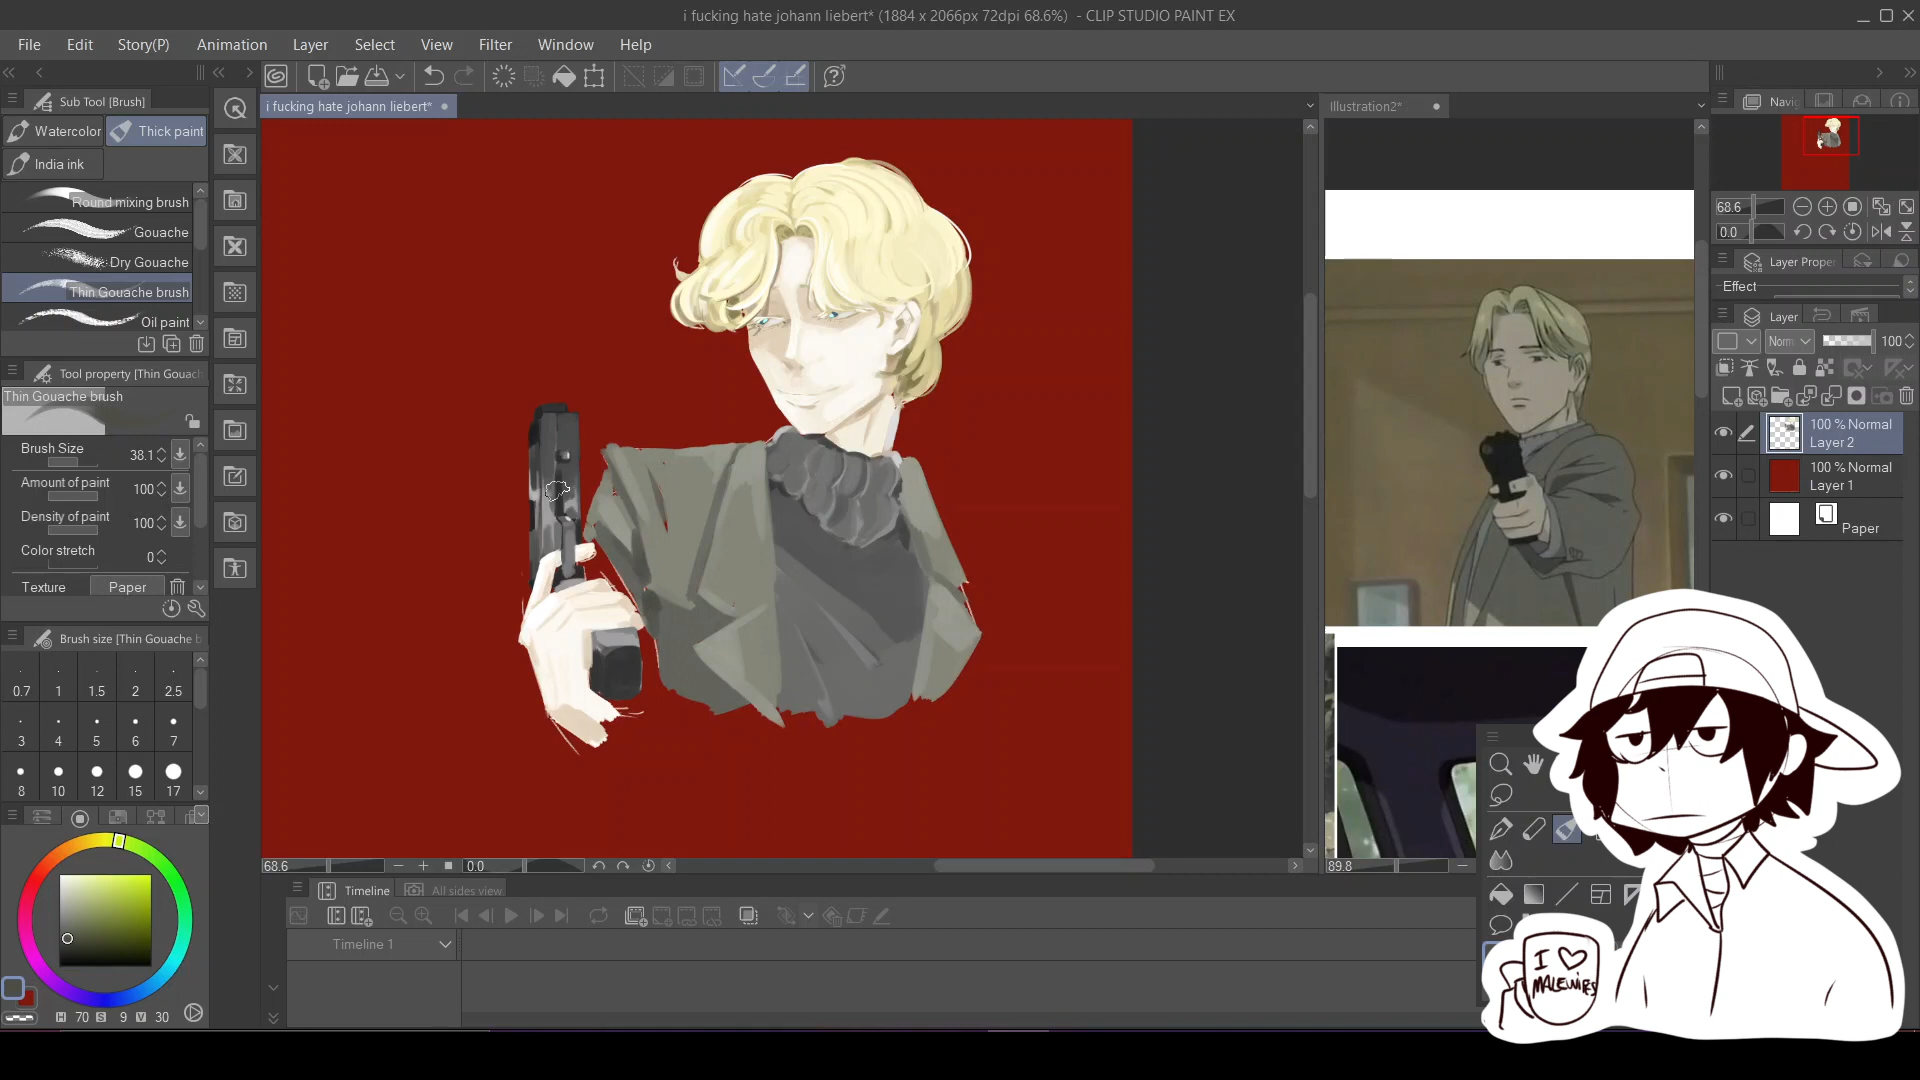 i fucking hate johann liebert* (1884 x 2066px 72dpi 68.6%) - CLIP STUDIO PAINT EX
File Edit Story(P) Animation Layer Select View Filter Window Help
Sub Tool [Brush]
Watercolor Thick paint
India ink
Round mixing brush
Gouache
Dry Gouache
Thin Gouache brush
Oil paint
Tool property [Thin Gouach
Thin Gouache brush
Brush Size 38.1
Amount of paint 100
Density of paint 100
Color stretch 0
Texture Paper
Brush size [Thin Gouache b
0.7 1 1.5 2 2.5
3 4 5 6 7
8 10 12 15 17
H 70 S 9 V 30
i fucking hate johann liebert*
Illustration2*
68.6 0.0
89.8
Timeline All sides view
Timeline 1
Navig
68.6
0.0
Layer Proper
Effect
Layer
Norm 100
100 % Normal
Layer 2
100 % Normal
Layer 1
Paper
I ♡
MALEWIFES